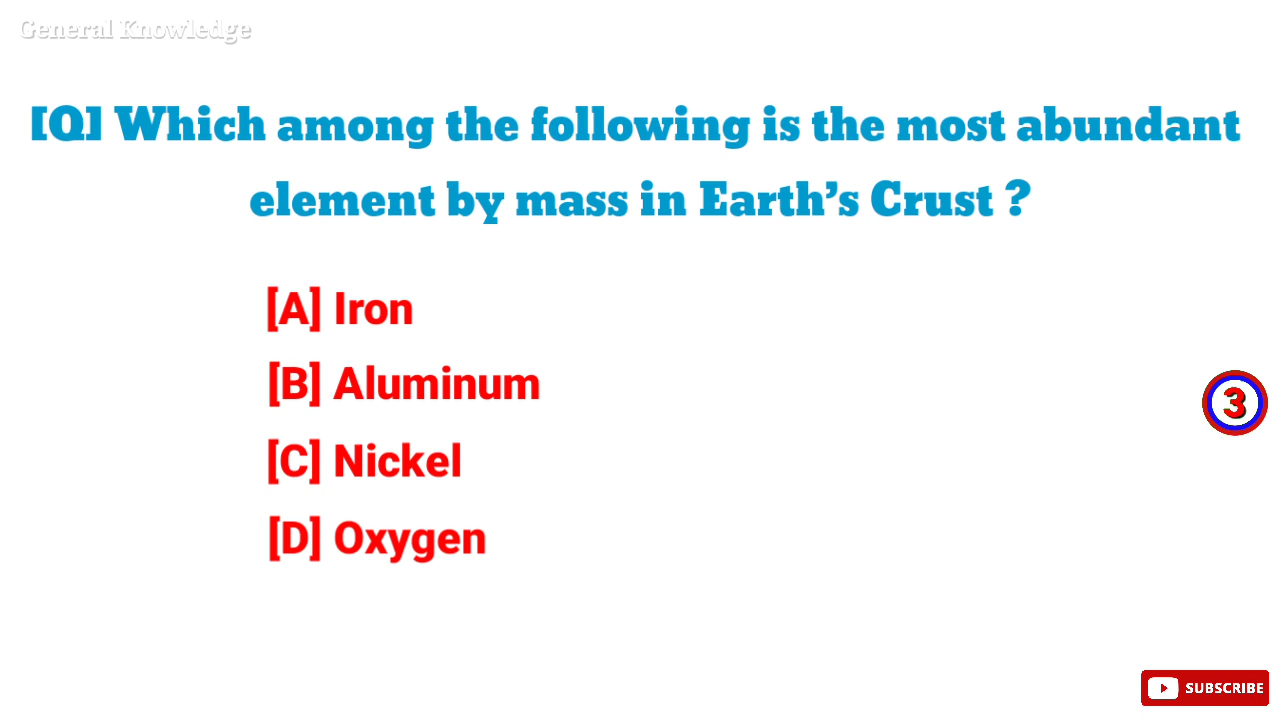 General Knowledge
[Q] Which among the following is the most abundant
element by mass in Earth’s Crust ?
[A] Iron
[B] Aluminum
[C] Nickel
3
[D] Oxygen
SUBSCRIBE